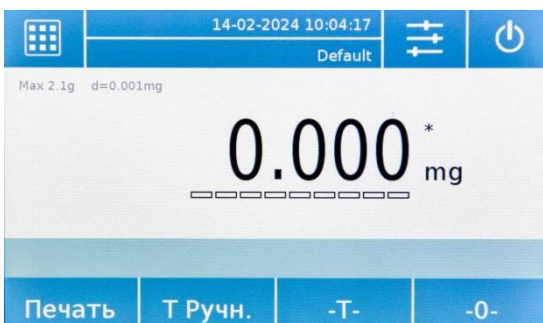 14-02-2024 10:04:17
Default
Max 2.1g d=0.001mg
0.000 *
mg
Печать Т Ручн. -Т- -0-